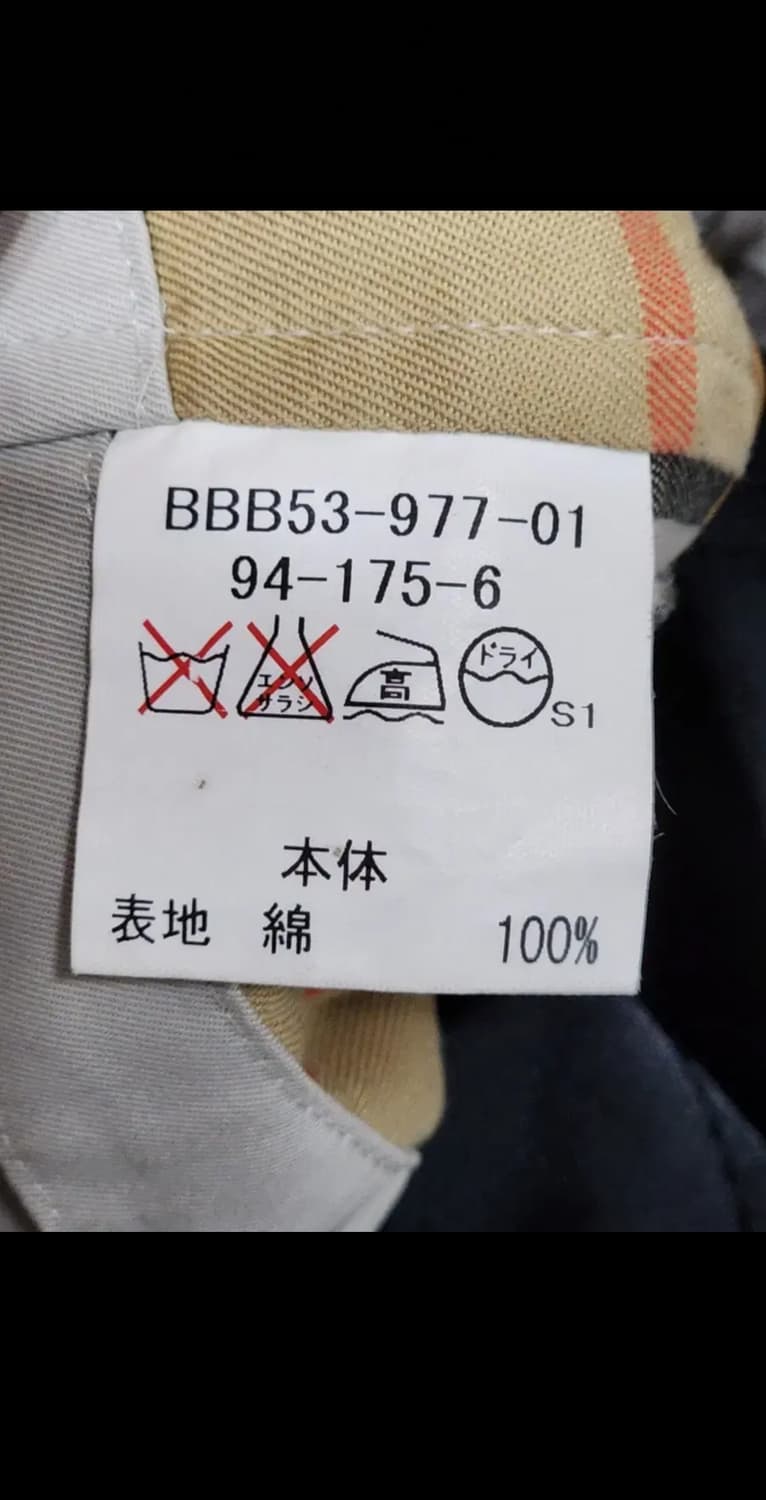 BBB53-977-01
94-175-6
エンソ
サラシ
高
ドライ
S1
本体
表地 綿 100%